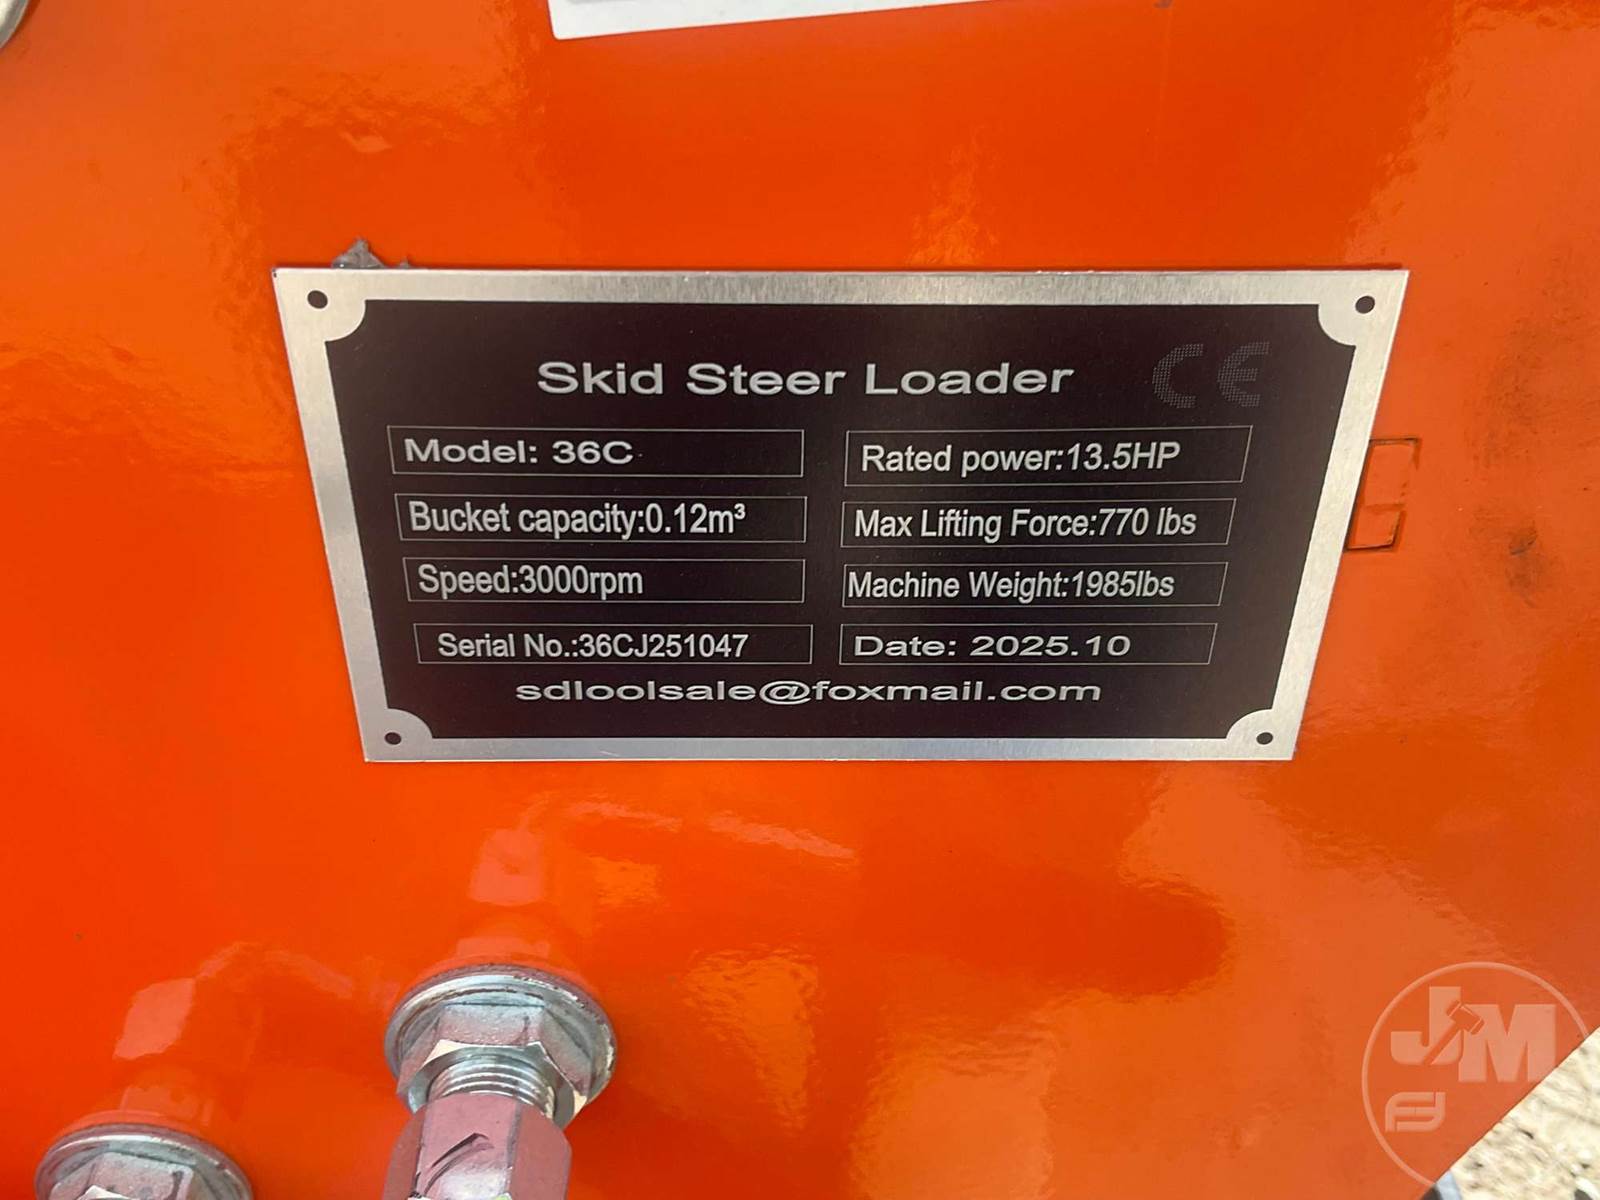 Skid Steer Loader CE
Model: 36C
Rated power:13.5HP
Bucket capacity:0.12m³
Max Lifting Force:770 lbs
Speed:3000rpm
Machine Weight:1985lbs
Serial No.:36CJ251047
Date: 2025.10
sdloolsale@foxmail.com
JM